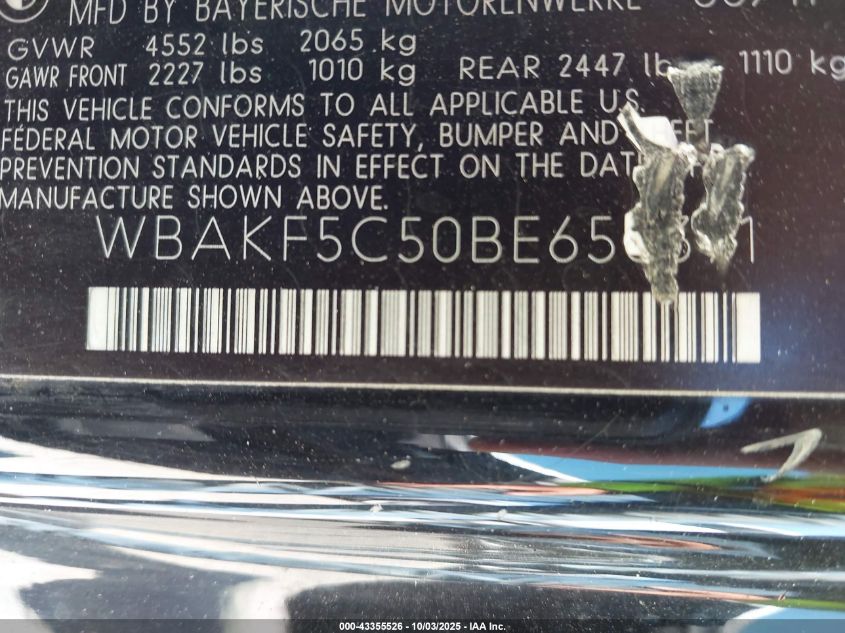 MFD BY BAYERISCHE MOTORENWERKE
GVWR 4552 lbs 2065 kg
GAWR FRONT 2227 lbs 1010 kg REAR 2447 1110 kg
THIS VEHICLE CONFORMS TO ALL APPLICABLE U.S.
FEDERAL MOTOR VEHICLE SAFETY, BUMPER AND
PREVENTION STANDARDS IN EFFECT ON THE
MANUFACTURE SHOWN ABOVE.
000-43355526 - 10/03/2025 - IAA Inc.